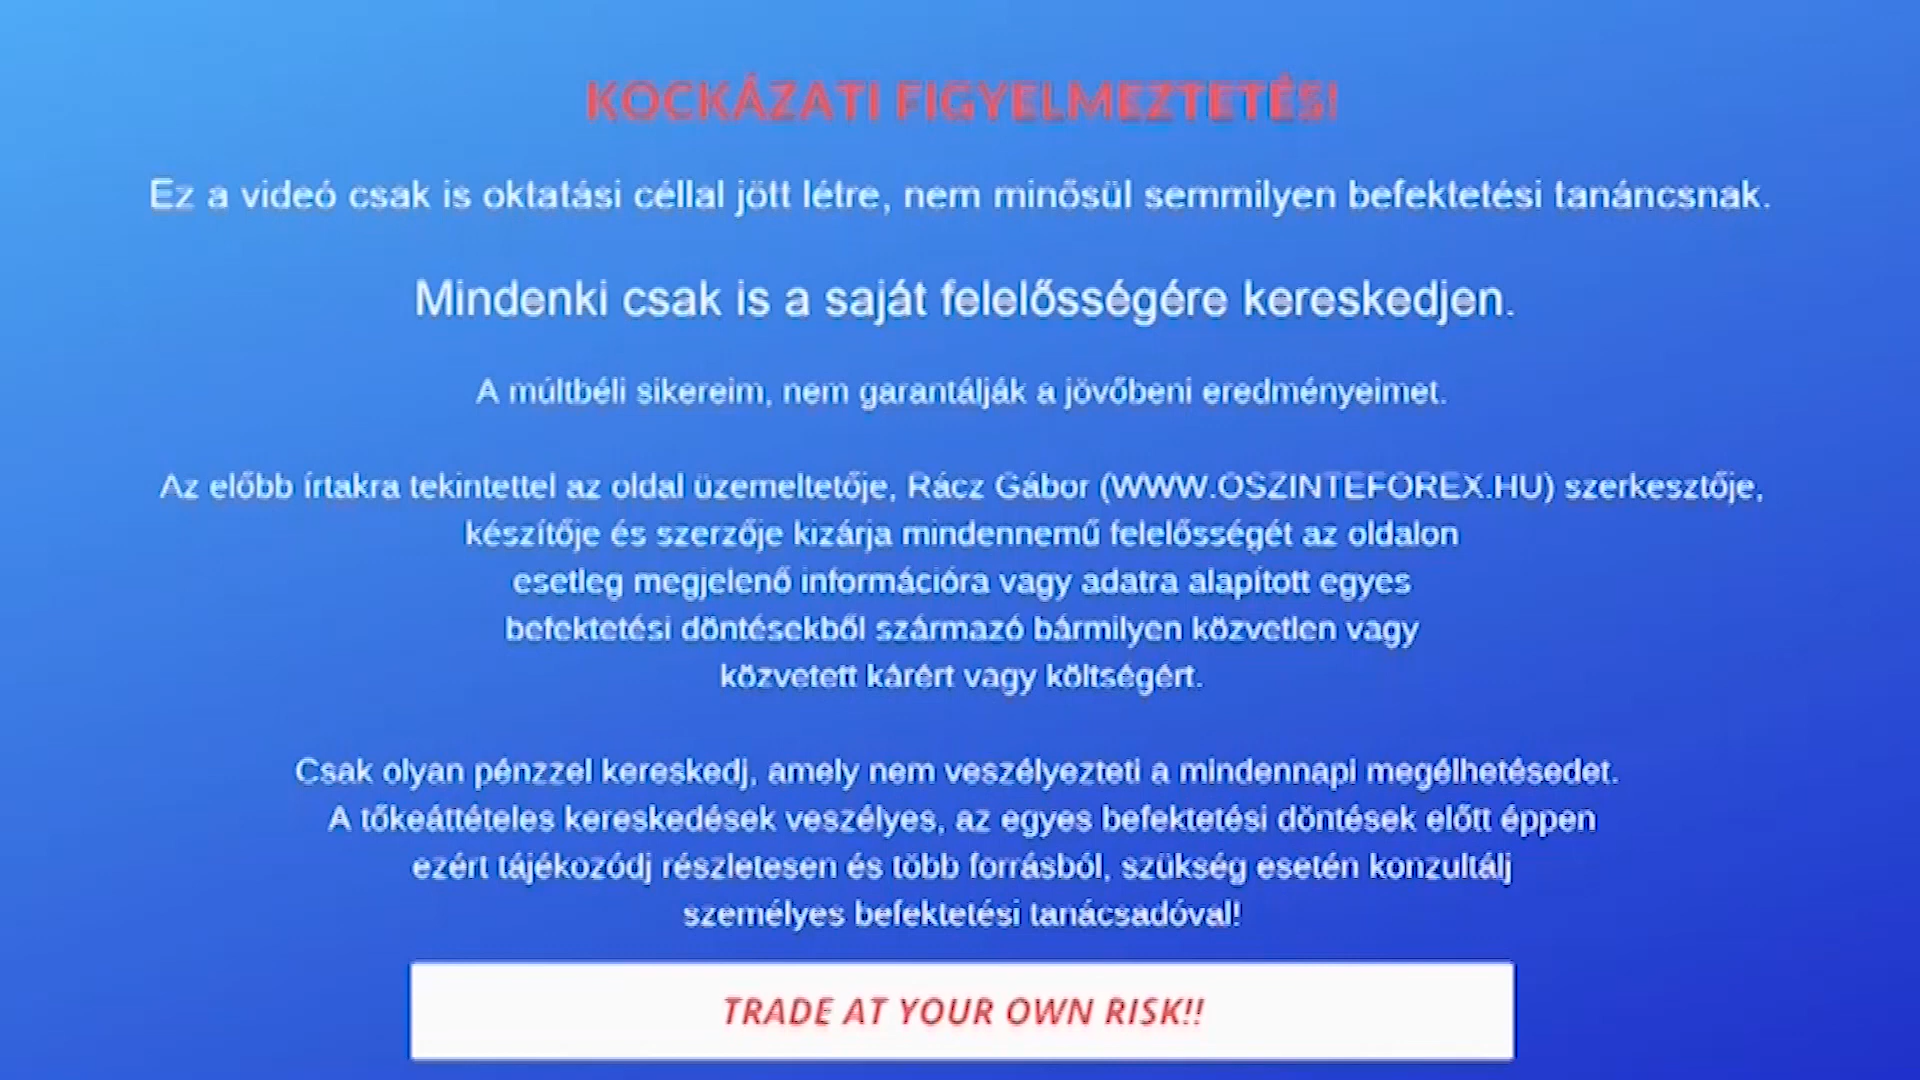 KOCKÁZATI FIGYELMEZTETÉS!
Ez a videó csak is oktatási céllal jött létre, nem minősül semmilyen befektetési tanáncsnak.
Mindenki csak is a saját felelősségére kereskedjen.
A múltbéli sikereim, nem garantálják a jövőbeni eredményeimet.
Az előbb írtakra tekintettel az oldal üzemeltetője, Rácz Gábor (WWW.OSZINTEFOREX.HU) szerkesztője,
készítője és szerzője kizárja mindennemű felelősségét az oldalon
esetleg megjelenő információra vagy adatra alapított egyes
befektetési döntésekből származó bármilyen közvetlen vagy
közvetett kárért vagy költségért.
Csak olyan pénzzel kereskedj, amely nem veszélyezteti a mindennapi megélhetésedet.
A tőkeáttételes kereskedések veszélyes, az egyes befektetési döntések előtt éppen
ezért tájékozódj részletesen és több forrásból, szükség esetén konzultálj
személyes befektetési tanácsadóval!
TRADE AT YOUR OWN RISK!!